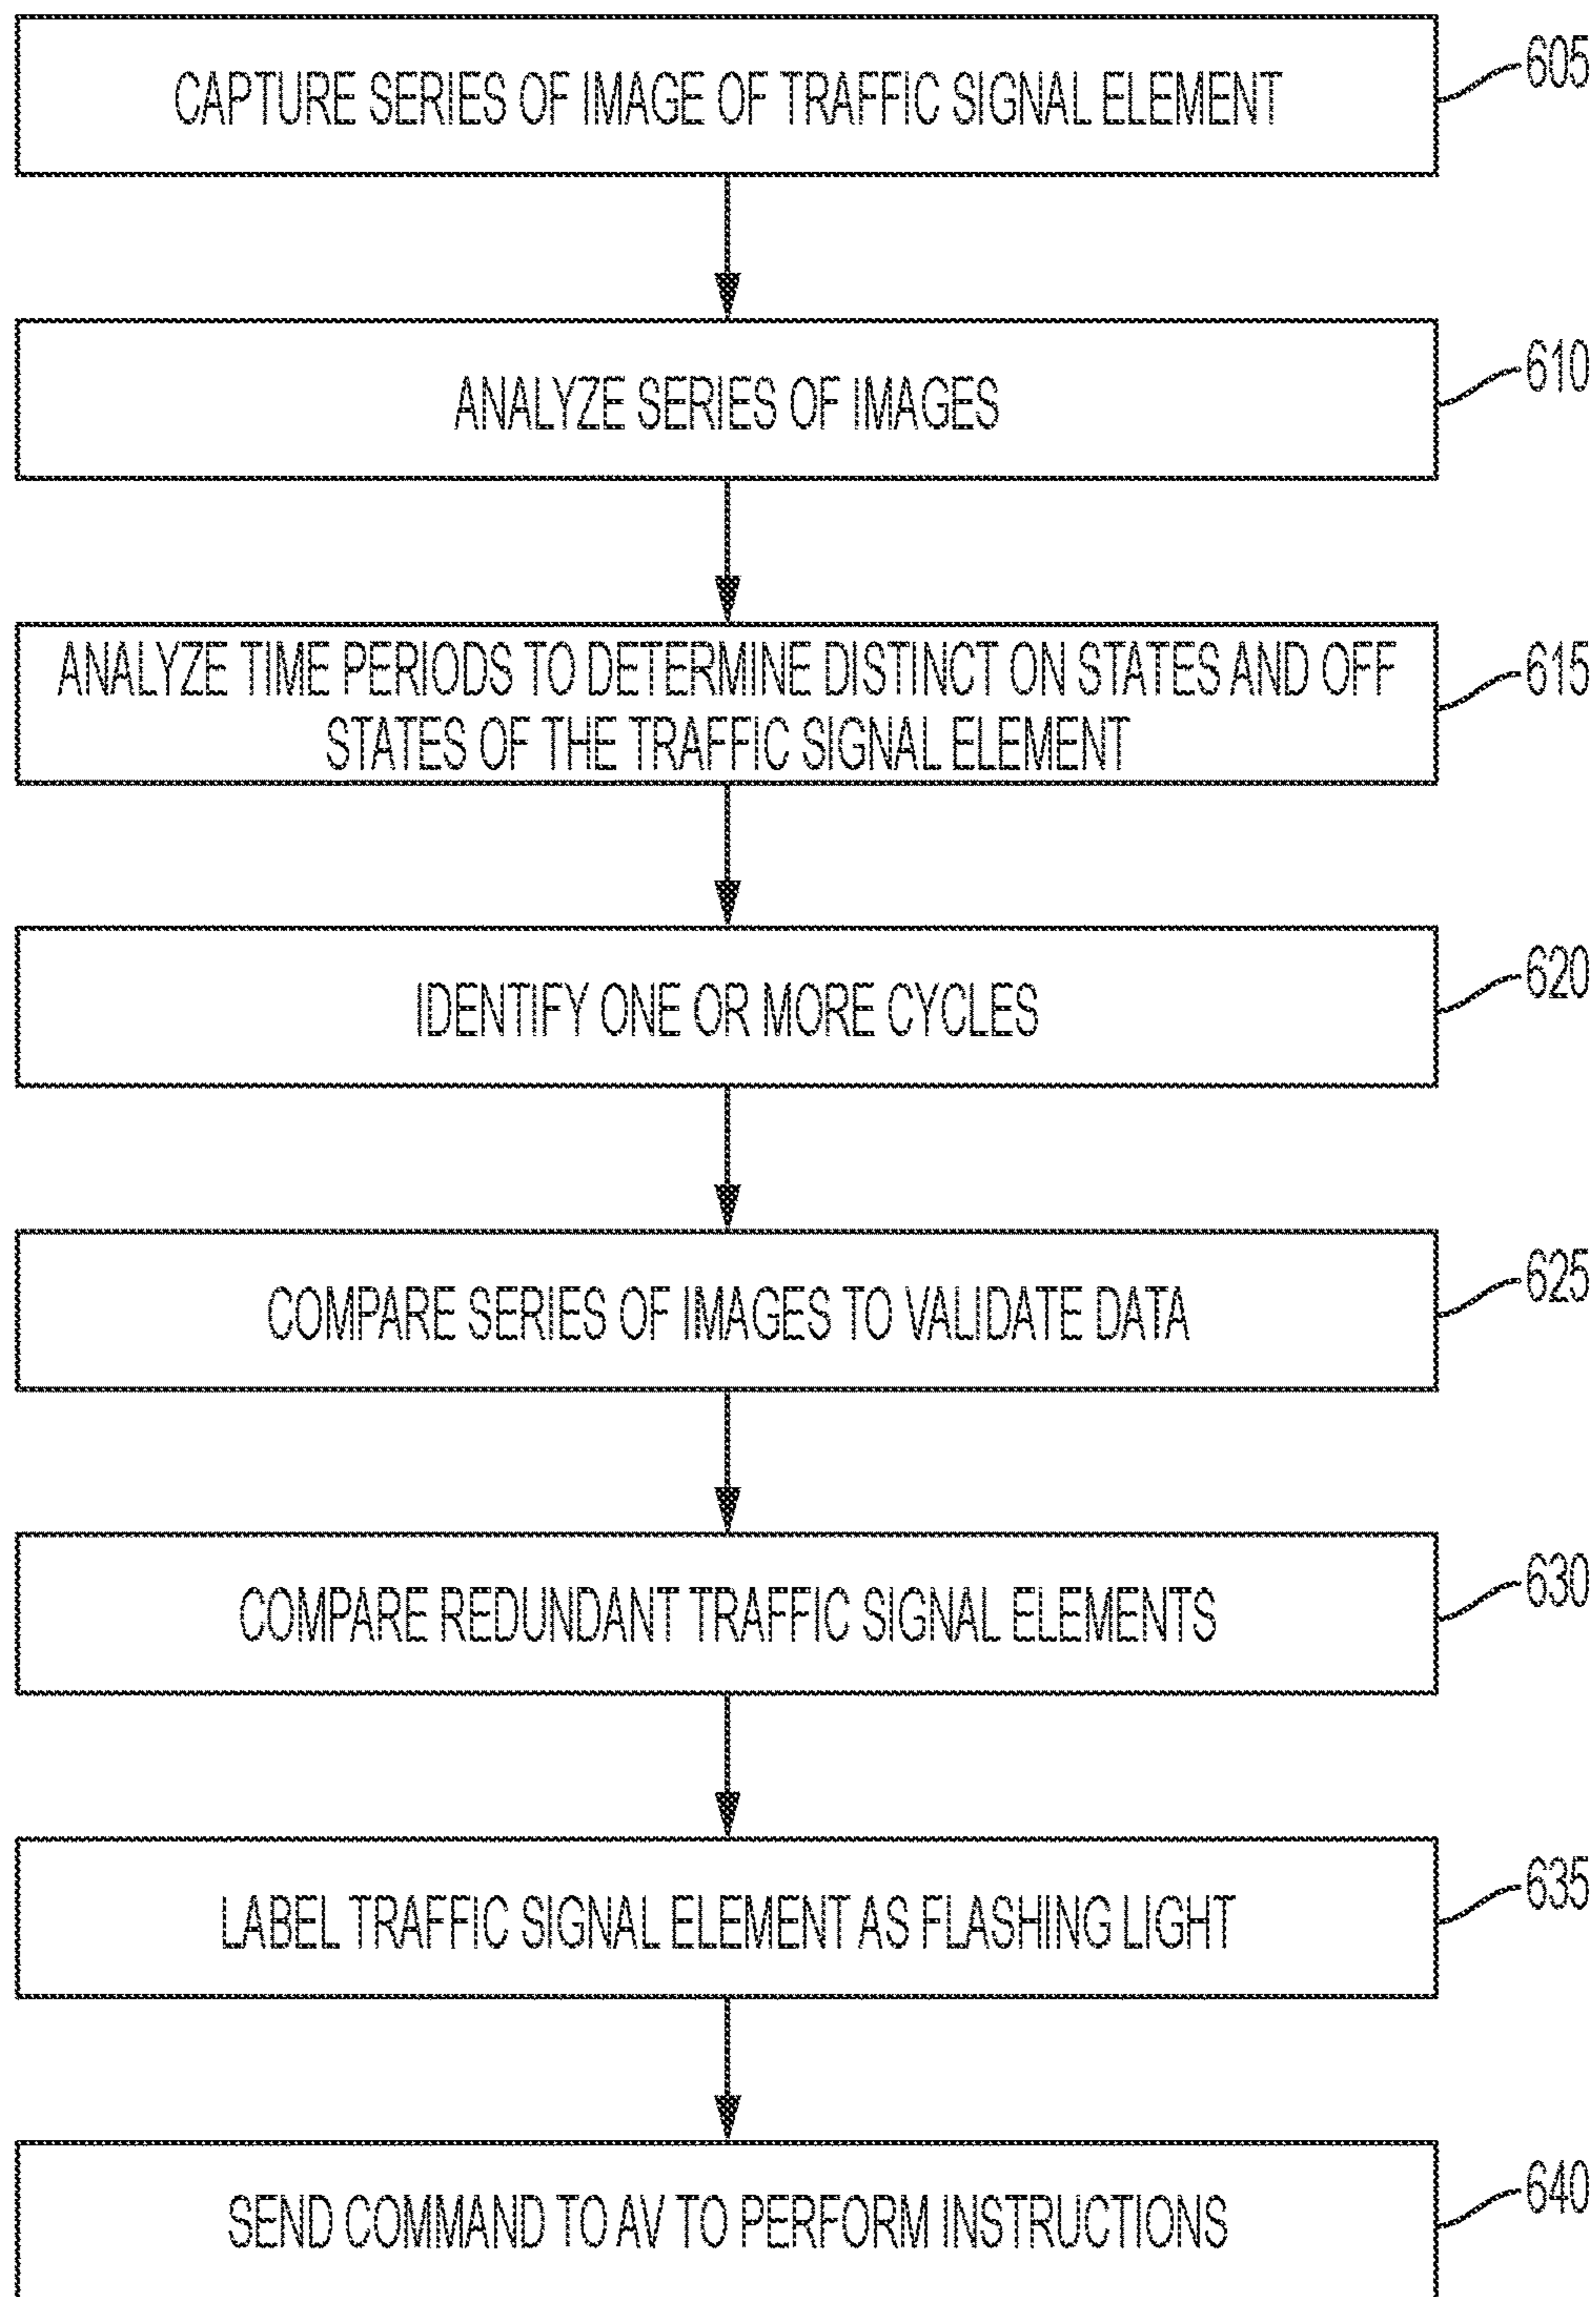 CAPTURE SERIES OF IMAGE OF TRAFFIC SIGNAL ELEMENT
605
ANALYZE SERIES OF IMAGES
610
ANALYZE TIME PERIODS TO DETERMINE DISTINCT ON STATES AND OFF
STATES OF THE TRAFFIC SIGNAL ELEMENT
615
IDENTIFY ONE OR MORE CYCLES
620
COMPARE SERIES OF IMAGES TO VALIDATE DATA
625
COMPARE REDUNDANT TRAFFIC SIGNAL ELEMENTS
630
LABEL TRAFFIC SIGNAL ELEMENT AS FLASHING LIGHT
635
SEND COMMAND TO AV TO PERFORM INSTRUCTIONS
640